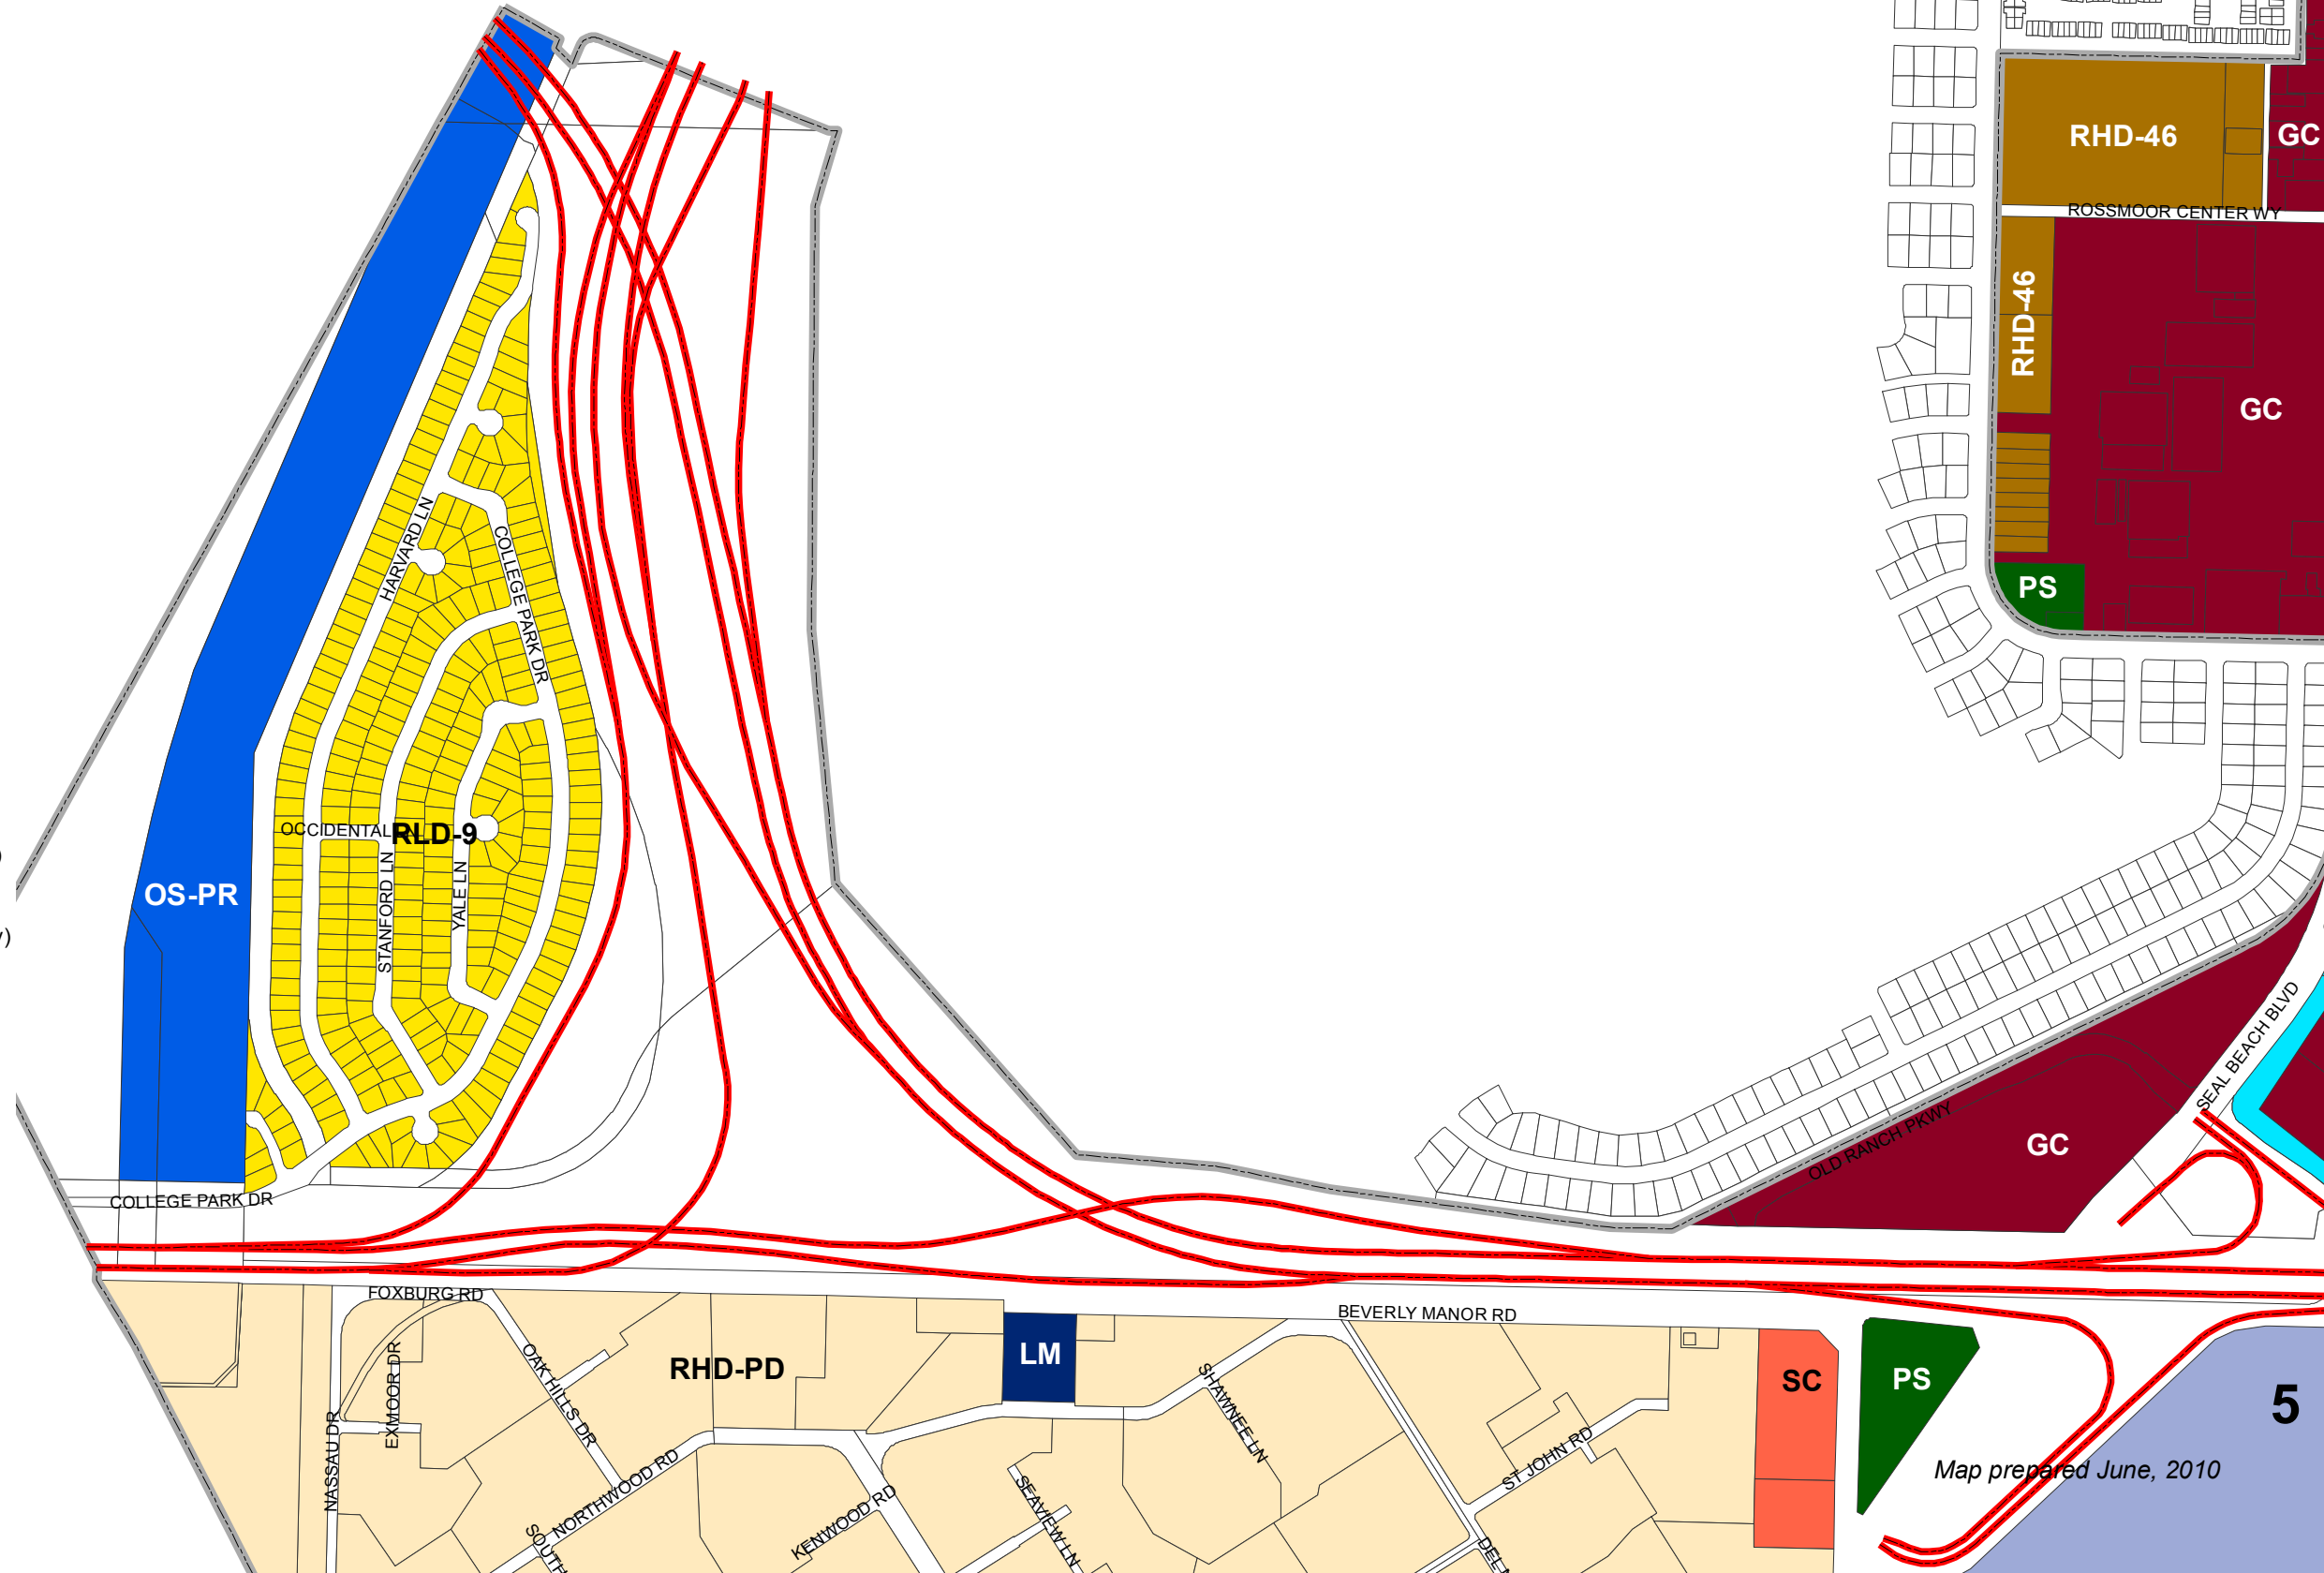 RHD-46
GC
ROSSMOOR CENTER WY
RHD-46
GC
HARVARD LN
COLLEGE PARK DR
PS
OCCIDENTAL
RLD-9
OS-PR
STANFORD LN
YALE LN
)
y)
SEAL BEACH BLVD
OLD RANCH PKWY
GC
COLLEGE PARK DR
FOXBURG RD
BEVERLY MANOR RD
LM
RHD-PD
EXMOOR DR
OAK HILLS DR
SHAWNEE LN
SC
PS
5
NASSAU DR
NORTHWOOD RD
ST JOHN RD
Map prepared June, 2010
KENWOOD RD
SEAVIEW LN
SOUTH
DEL